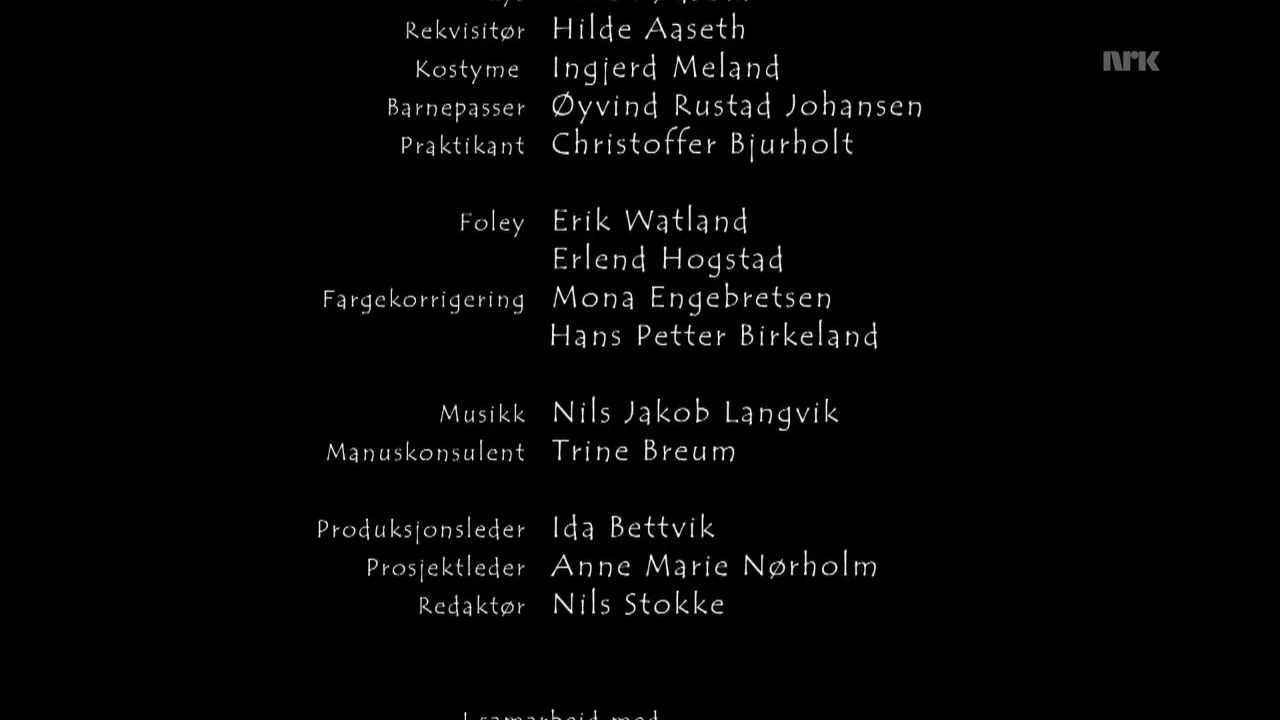 nrk
Rekvisitør Hilde Aaseth
Kostyme Ingjerd Meland
Barnepasser Øyvind Rustad Johansen
Praktikant Christoffer Bjurholt
Foley Erik Watland
Erlend Hogstad
Fargekorrigering Mona Engebretsen
Hans Petter Birkeland
Musikk Nils Jakob Langvik
Manuskonsulent Trine Breum
Produksjonsleder Ida Bettvik
Prosjektleder Anne Marie Nørholm
Redaktør Nils Stokke
I samarbeid med